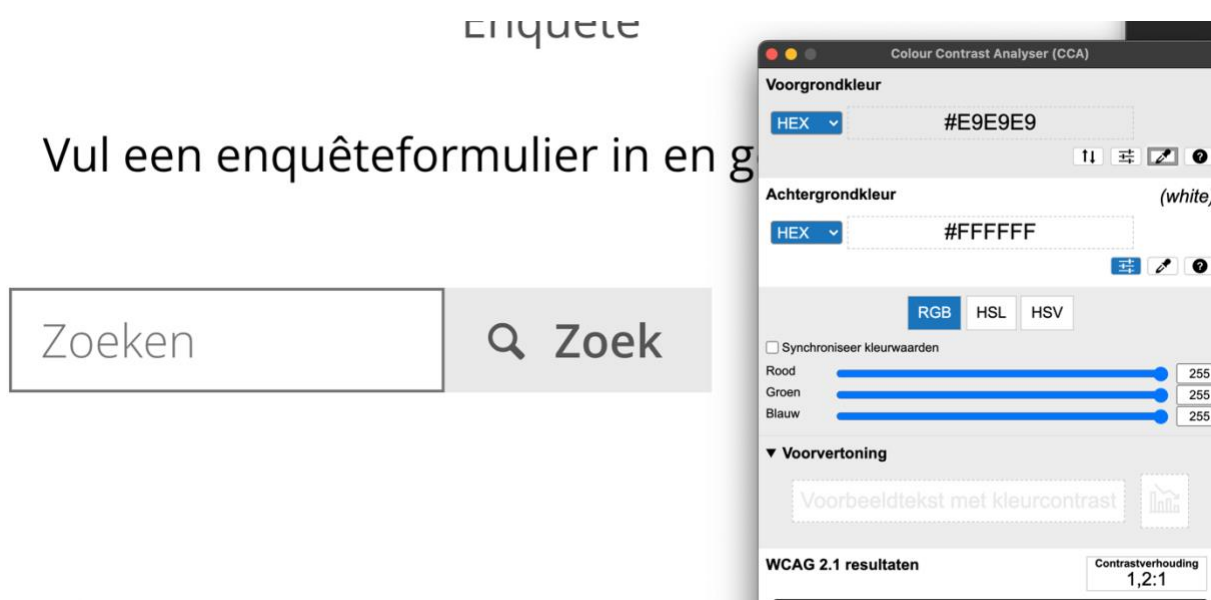 Enquête
Vul een enquêteformulier in en g
Zoeken
Zoek
Colour Contrast Analyser (CCA)
Voorgrondkleur
HEX
#E9E9E9
Achtergrondkleur
(white)
HEX
#FFFFFF
RGB HSL HSV
Synchroniseer kleurwaarden
Rood 255
Groen 255
Blauw 255
Voorvertoning
Voorbeeldtekst met kleurcontrast
WCAG 2.1 resultaten
Contrastverhouding
1,2:1